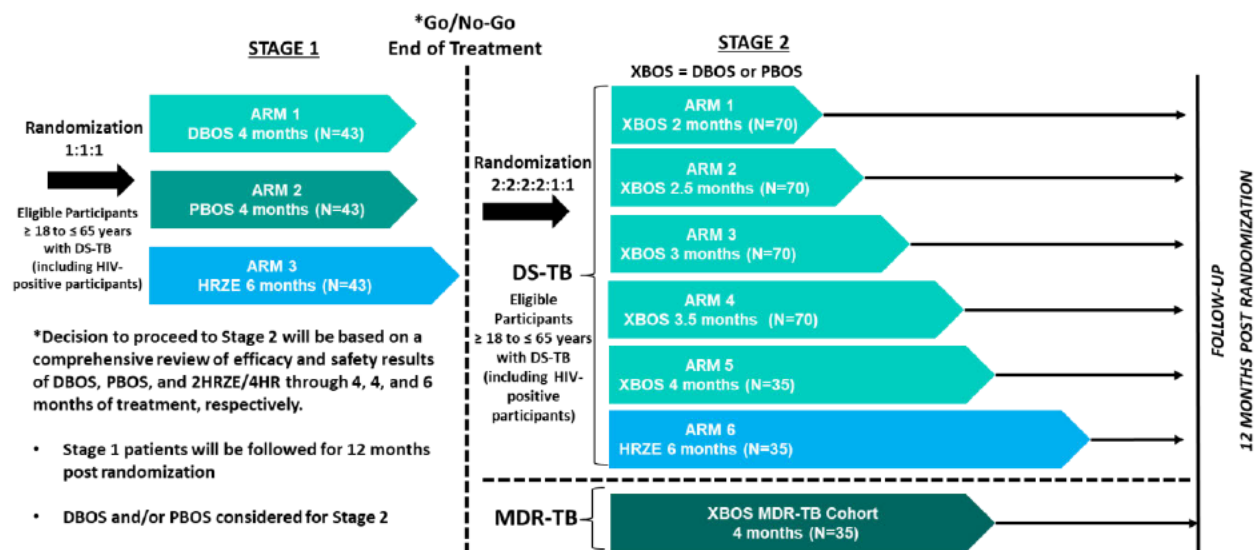 STAGE 1
Randomization
1:1:1
Eligible Participants
≥ 18 to ≤ 65 years
with DS-TB
(including HIV-
positive participants)
ARM 1
DBOS 4 months (N=43)
ARM 2
PBOS 4 months (N=43)
ARM 3
HRZE 6 months (N=43)
*Decision to proceed to Stage 2 will be based on a
comprehensive review of efficacy and safety results
of DBOS, PBOS, and 2HRZE/4HR through 4, 4, and 6
months of treatment, respectively.
• Stage 1 patients will be followed for 12 months
post randomization
• DBOS and/or PBOS considered for Stage 2
*Go/No-Go
End of Treatment
STAGE 2
XBOS = DBOS or PBOS
Randomization
2:2:2:2:1:1
DS-TB
Eligible
Participants
≥ 18 to ≤ 65 years
with DS-TB
(including HIV-
positive
participants)
ARM 1
XBOS 2 months (N=70)
ARM 2
XBOS 2.5 months (N=70)
ARM 3
XBOS 3 months (N=70)
ARM 4
XBOS 3.5 months (N=70)
ARM 5
XBOS 4 months (N=35)
ARM 6
HRZE 6 months (N=35)
MDR-TB
XBOS MDR-TB Cohort
4 months (N=35)
FOLLOW-UP
12 MONTHS POST RANDOMIZATION